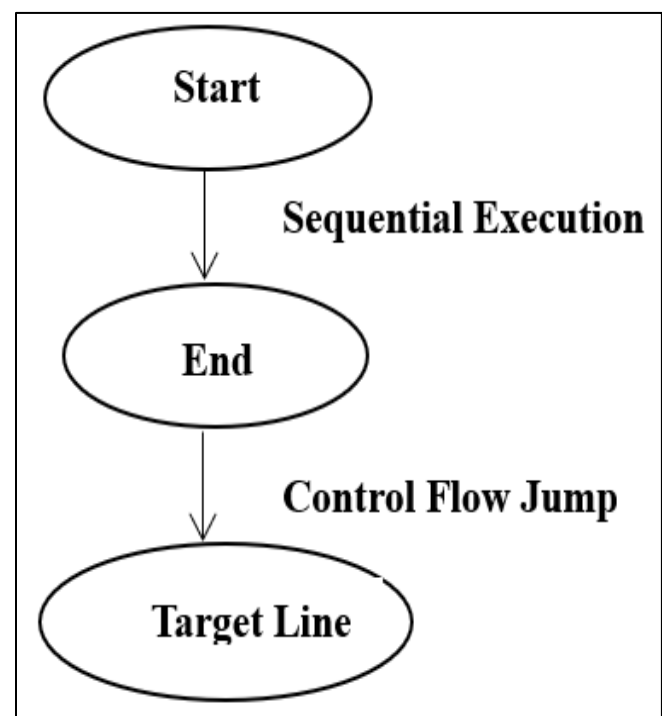 Start
Sequential Execution
End
Control Flow Jump
Target Line